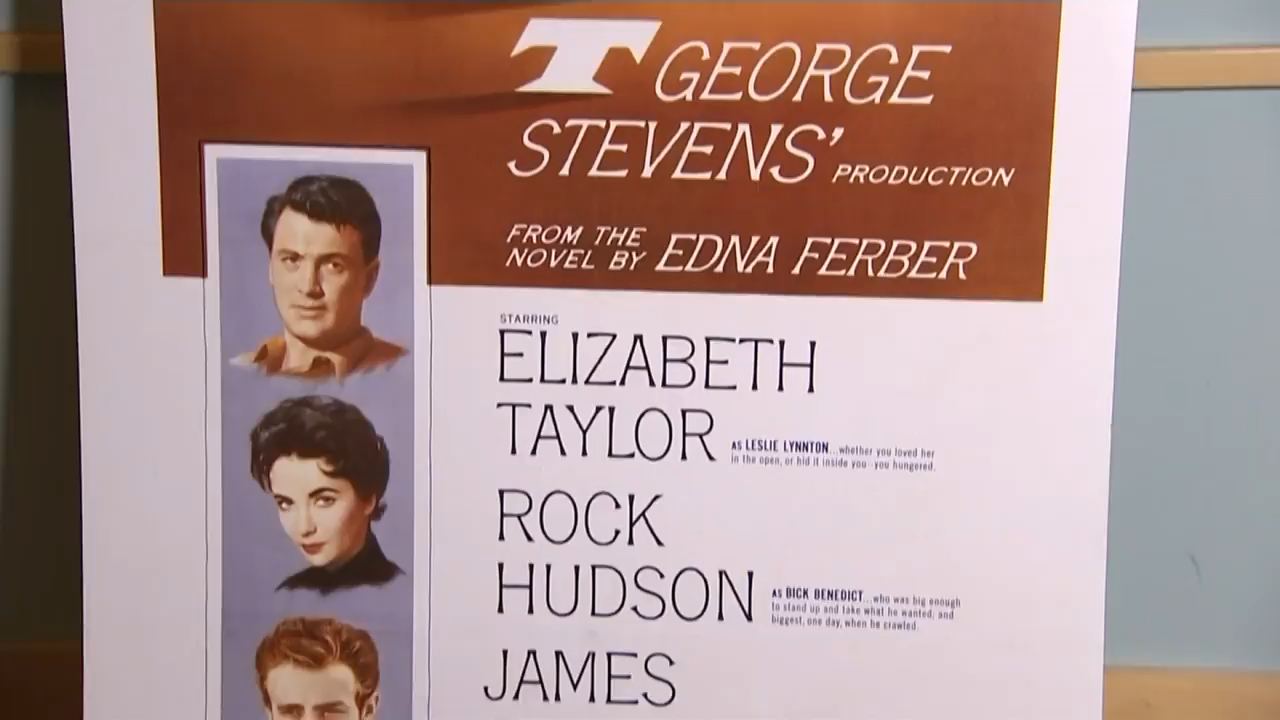 T
GEORGE
STEVENS' PRODUCTION
FROM THE
NOVEL BY EDNA FERBER
STARRING
ELIZABETH
TAYLOR AS LESLIE LYNNTON...whether you loved her
in the open, or hid it inside you--you hungered.
ROCK
HUDSON AS BICK BENEDICT...who was big enough
to stand up and take what he wanted; and
biggest, one day, when he crawled.
JAMES